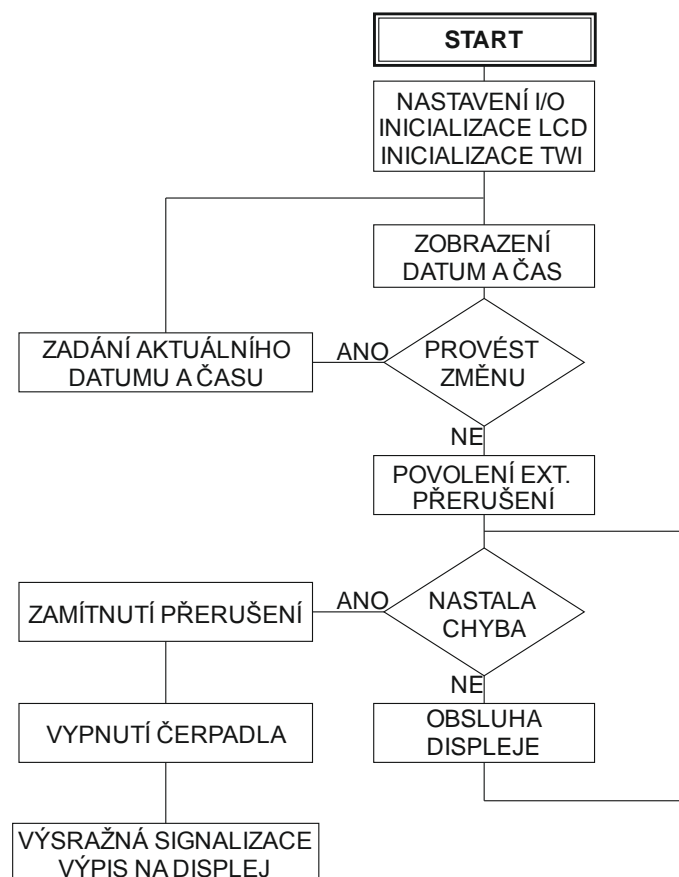 START
NASTAVENÍ I/O
INICIALIZACE LCD
INICIALIZACE TWI
ZOBRAZENÍ
DATUM A ČAS
ZADÁNÍ AKTUÁLNÍHO
DATUMU A ČASU
ANO
PROVÉST
ZMĚNU
NE
POVOLENÍ EXT.
PŘERUŠENÍ
ZAMÍTNUTÍ PŘERUŠENÍ
ANO
NASTALA
CHYBA
NE
VYPNUTÍ ČERPADLA
OBSLUHA
DISPLEJE
VÝSRAŽNÁ SIGNALIZACE
VÝPIS NA DISPLEJ